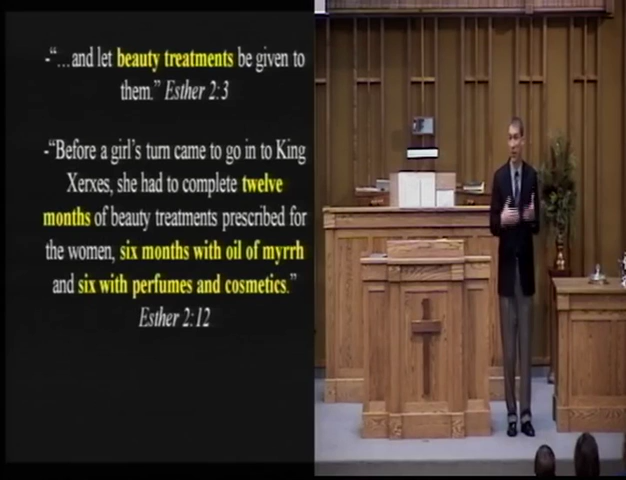 -“…and let beauty treatments be given to
them.” Esther 2:3
-“Before a girl’s turn came to go in to King
Xerxes, she had to complete twelve
months of beauty treatments prescribed for
the women, six months with oil of myrrh
and six with perfumes and cosmetics.”
Esther 2:12